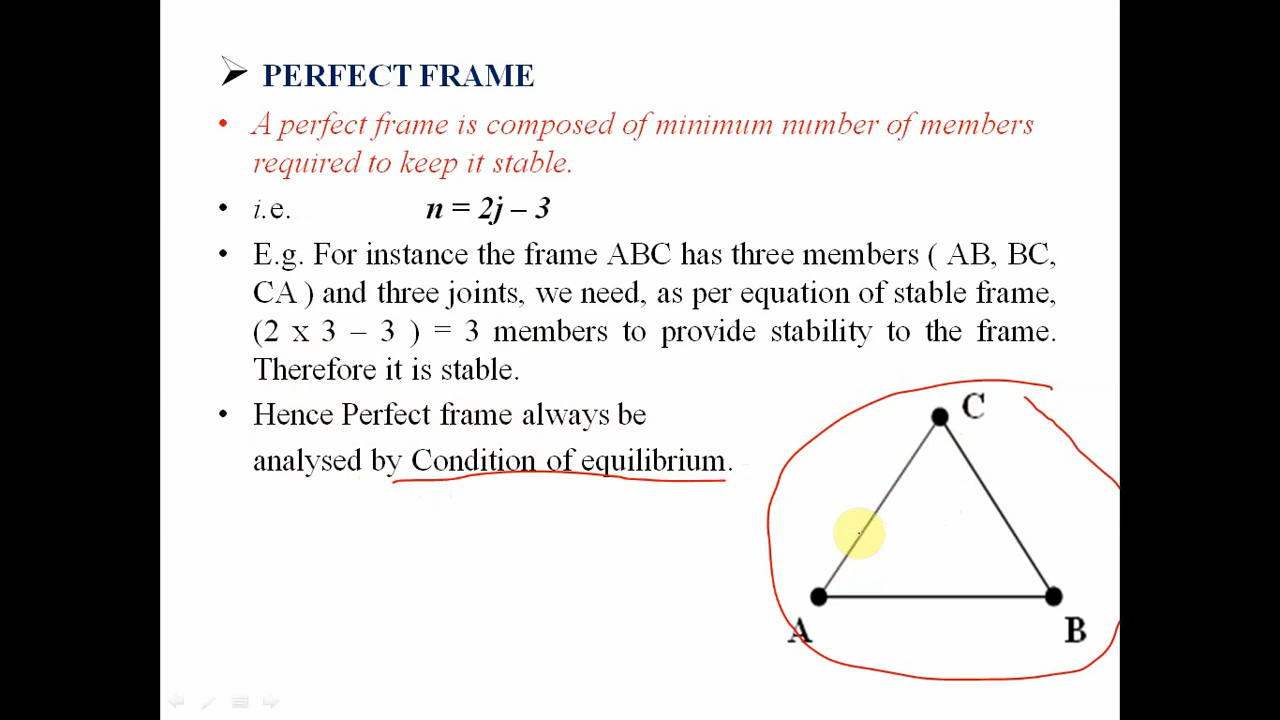 PERFECT FRAME
• A perfect frame is composed of minimum number of members
required to keep it stable.
• i.e. n = 2j – 3
• E.g. For instance the frame ABC has three members ( AB, BC,
CA ) and three joints, we need, as per equation of stable frame,
(2 x 3 – 3 ) = 3 members to provide stability to the frame.
Therefore it is stable.
• Hence Perfect frame always be
analysed by Condition of equilibrium.
C
A
B